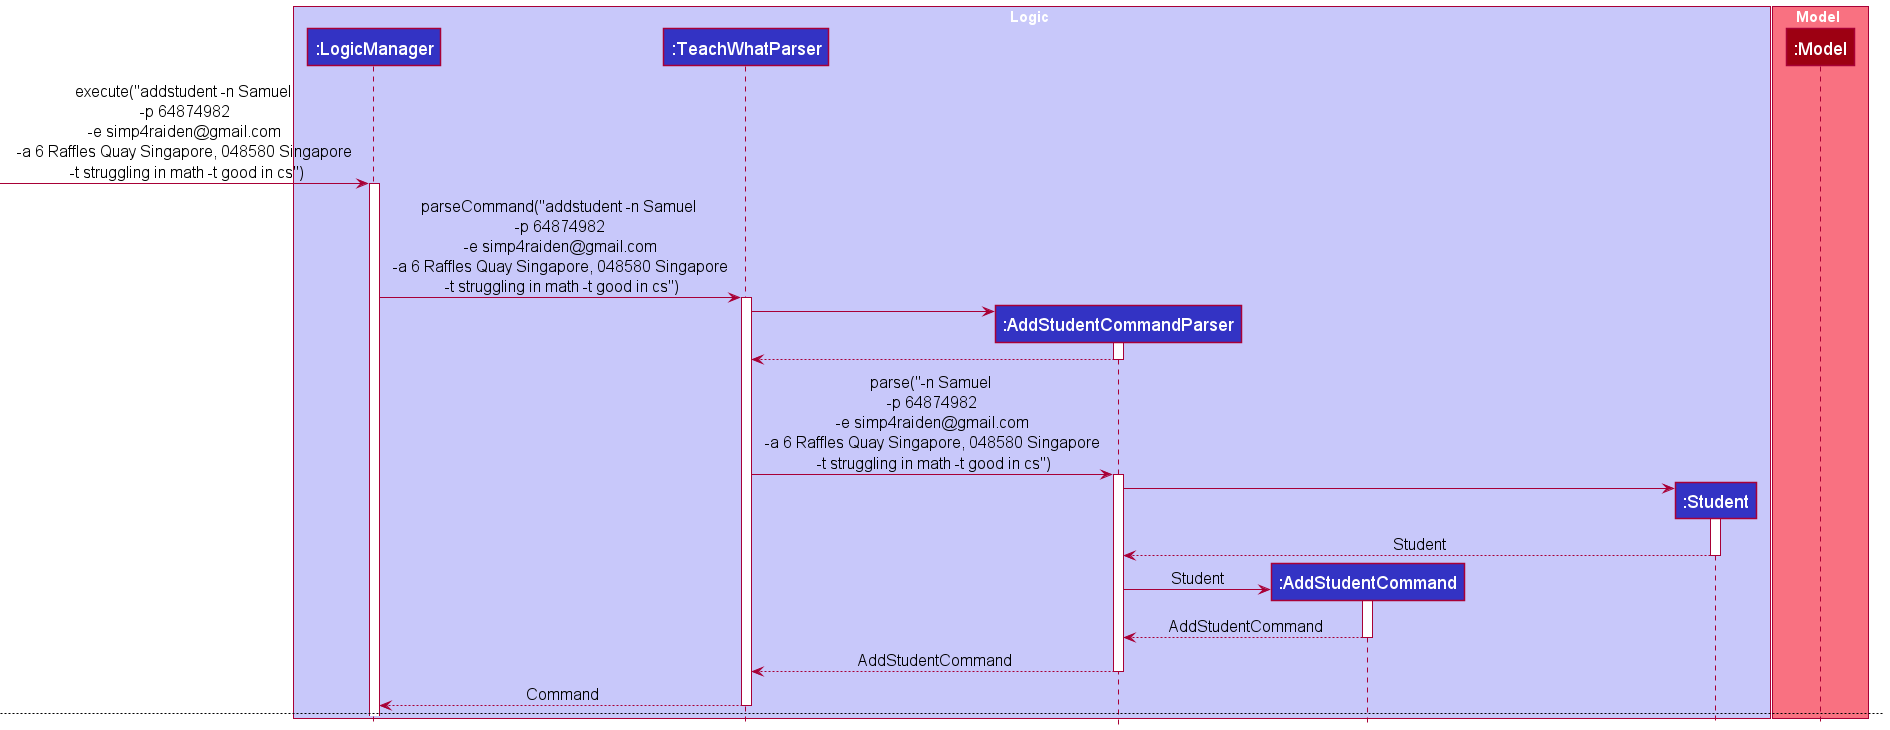 Logic
Model
:LogicManager
:TeachWhatParser
:Model
execute("addstudent -n Samuel
-p 64874982
-e simp4raiden@gmail.com
-a 6 Raffles Quay Singapore, 048580 Singapore
-t struggling in math -t good in cs")
parseCommand("addstudent -n Samuel
-p 64874982
-e simp4raiden@gmail.com
-a 6 Raffles Quay Singapore, 048580 Singapore
-t struggling in math -t good in cs")
:AddStudentCommandParser
parse("-n Samuel
-p 64874982
-e simp4raiden@gmail.com
-a 6 Raffles Quay Singapore, 048580 Singapore
-t struggling in math -t good in cs")
:Student
Student
Student
:AddStudentCommand
AddStudentCommand
AddStudentCommand
Command